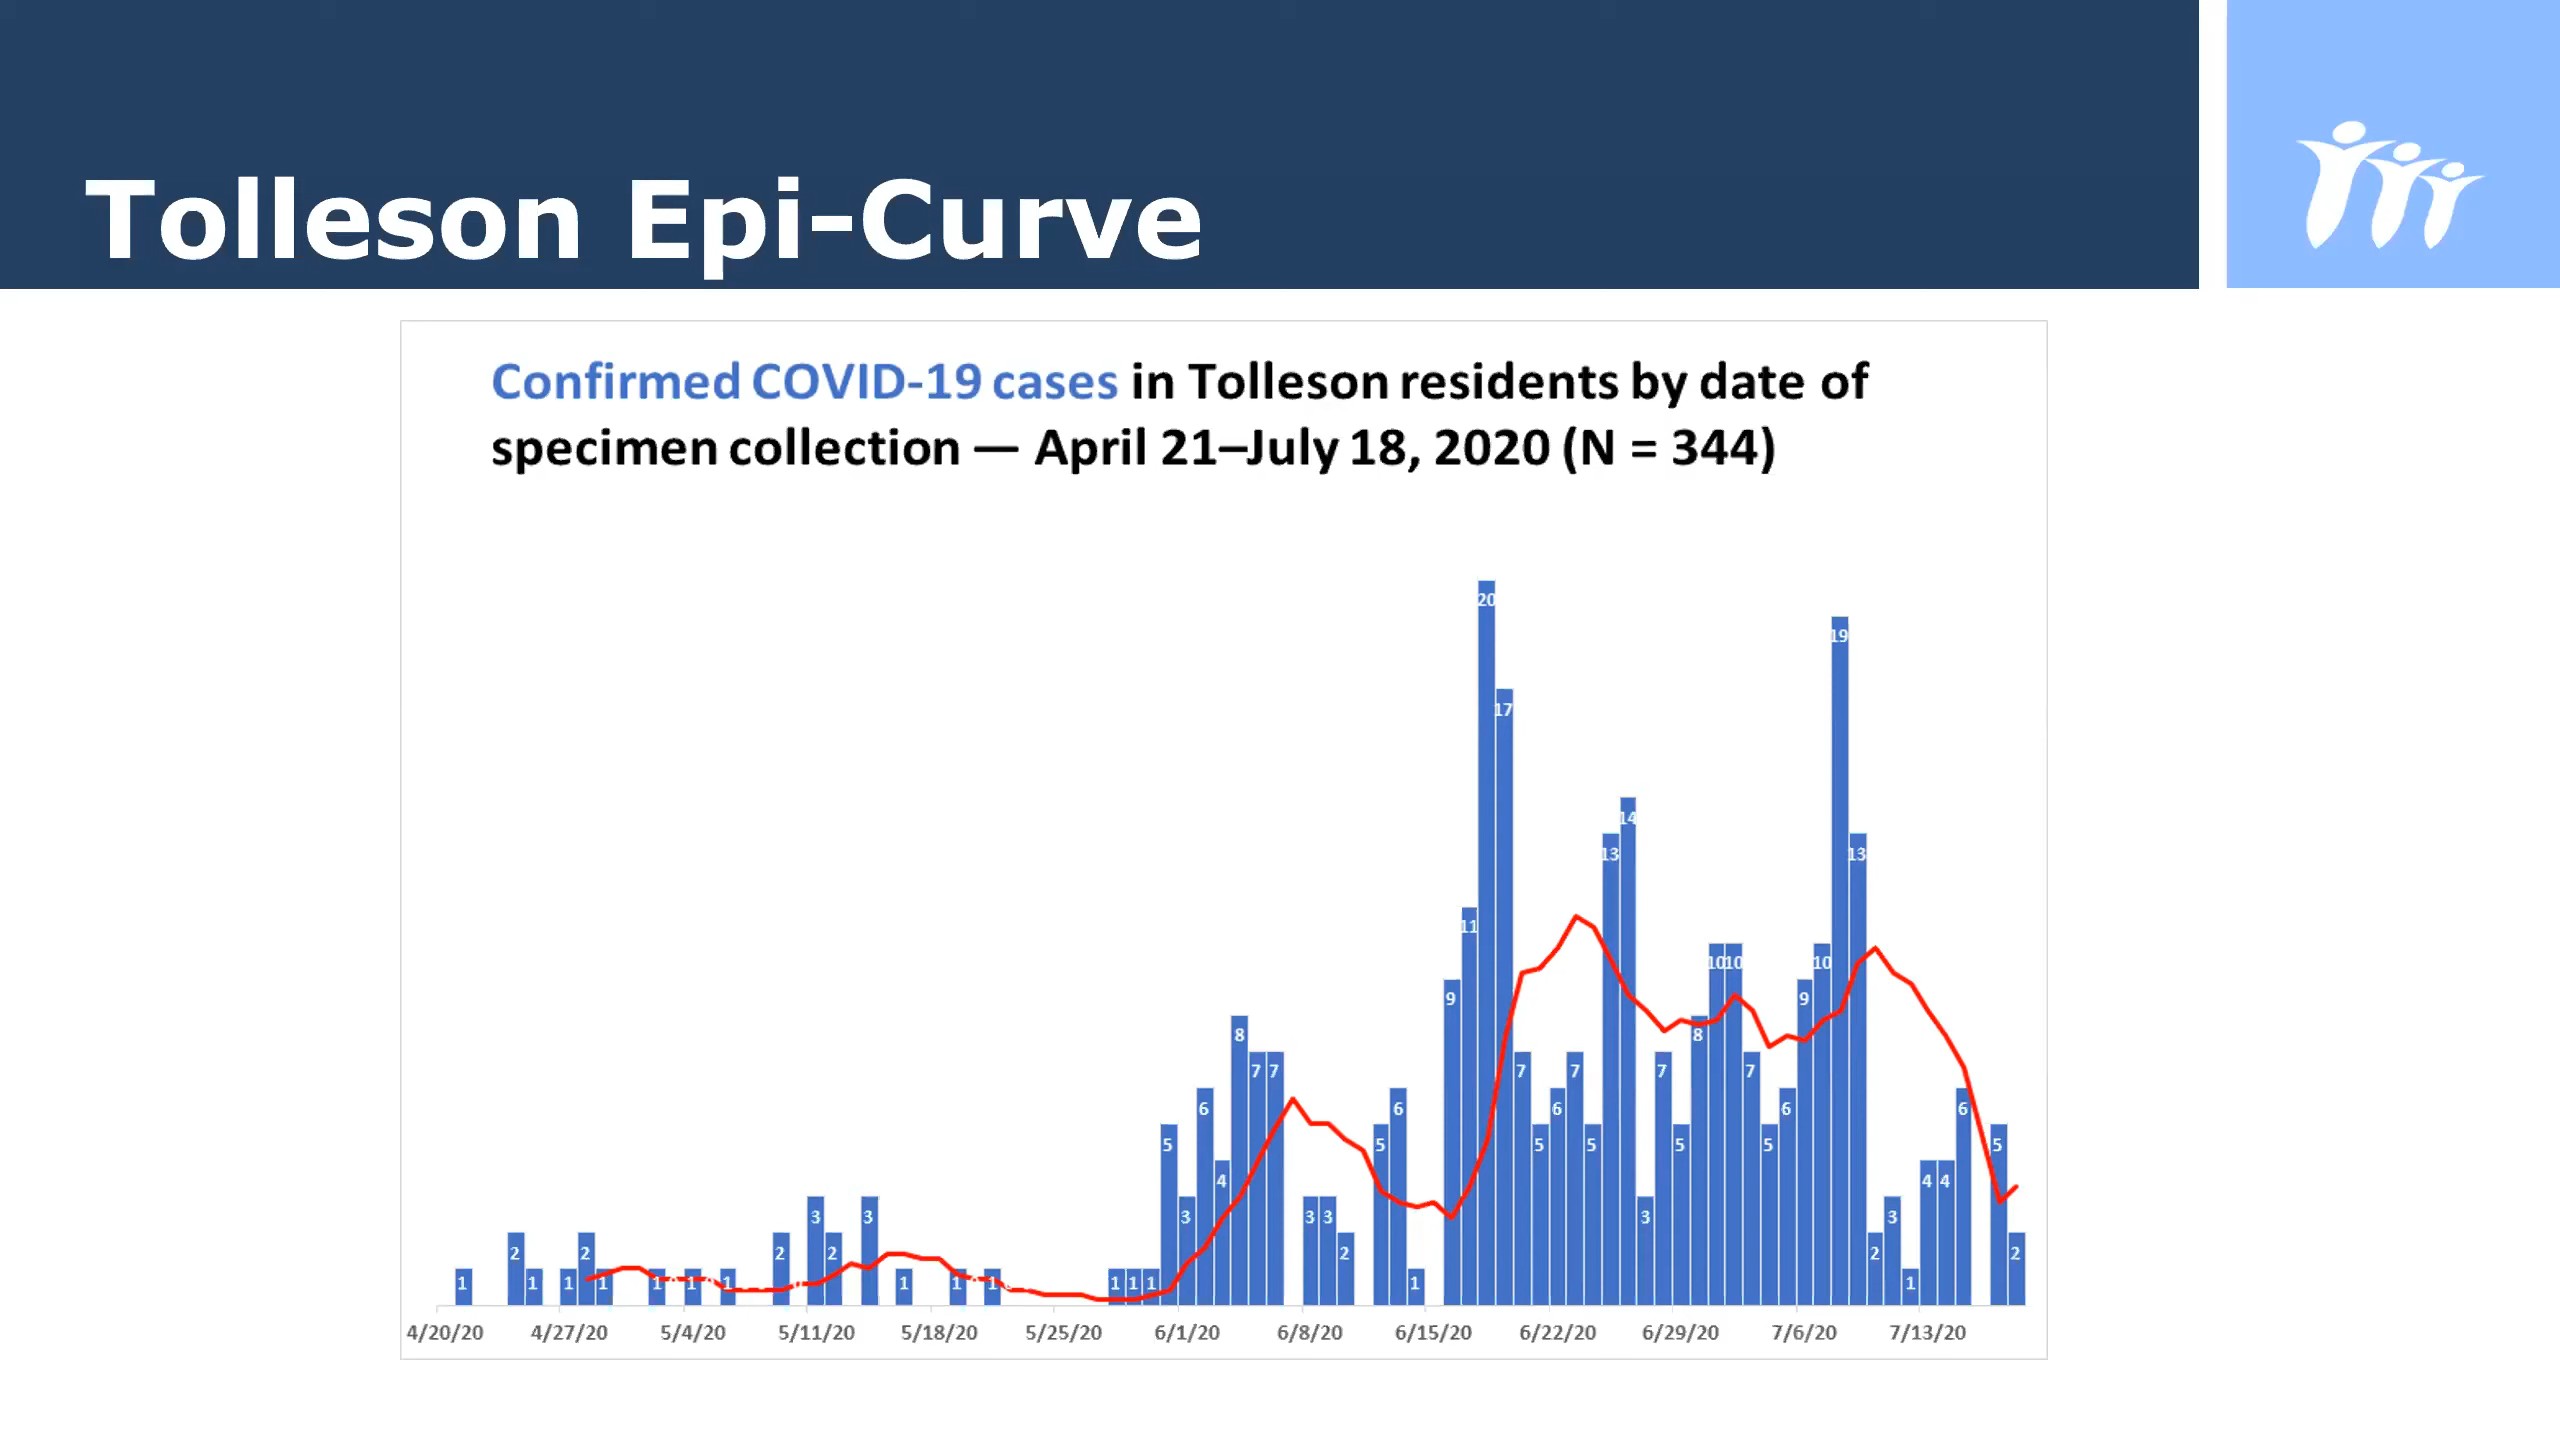 Tolleson Epi-Curve
Confirmed COVID-19 cases in Tolleson residents by date of
specimen collection — April 21–July 18, 2020 (N = 344)
1 2 1 1 2 1 1 1 1 2 3 2 3 1 1 1 1 1 1 5 3 6 4 8 7 7 3 3 2 5 6 1 9 11 20 17 7 5 6 7 5 13 14 3 7 5 8 10 10 7 5 6 9 10 19 13 2 3 1 4 4 6 5 2
4/20/20 4/27/20 5/4/20 5/11/20 5/18/20 5/25/20 6/1/20 6/8/20 6/15/20 6/22/20 6/29/20 7/6/20 7/13/20